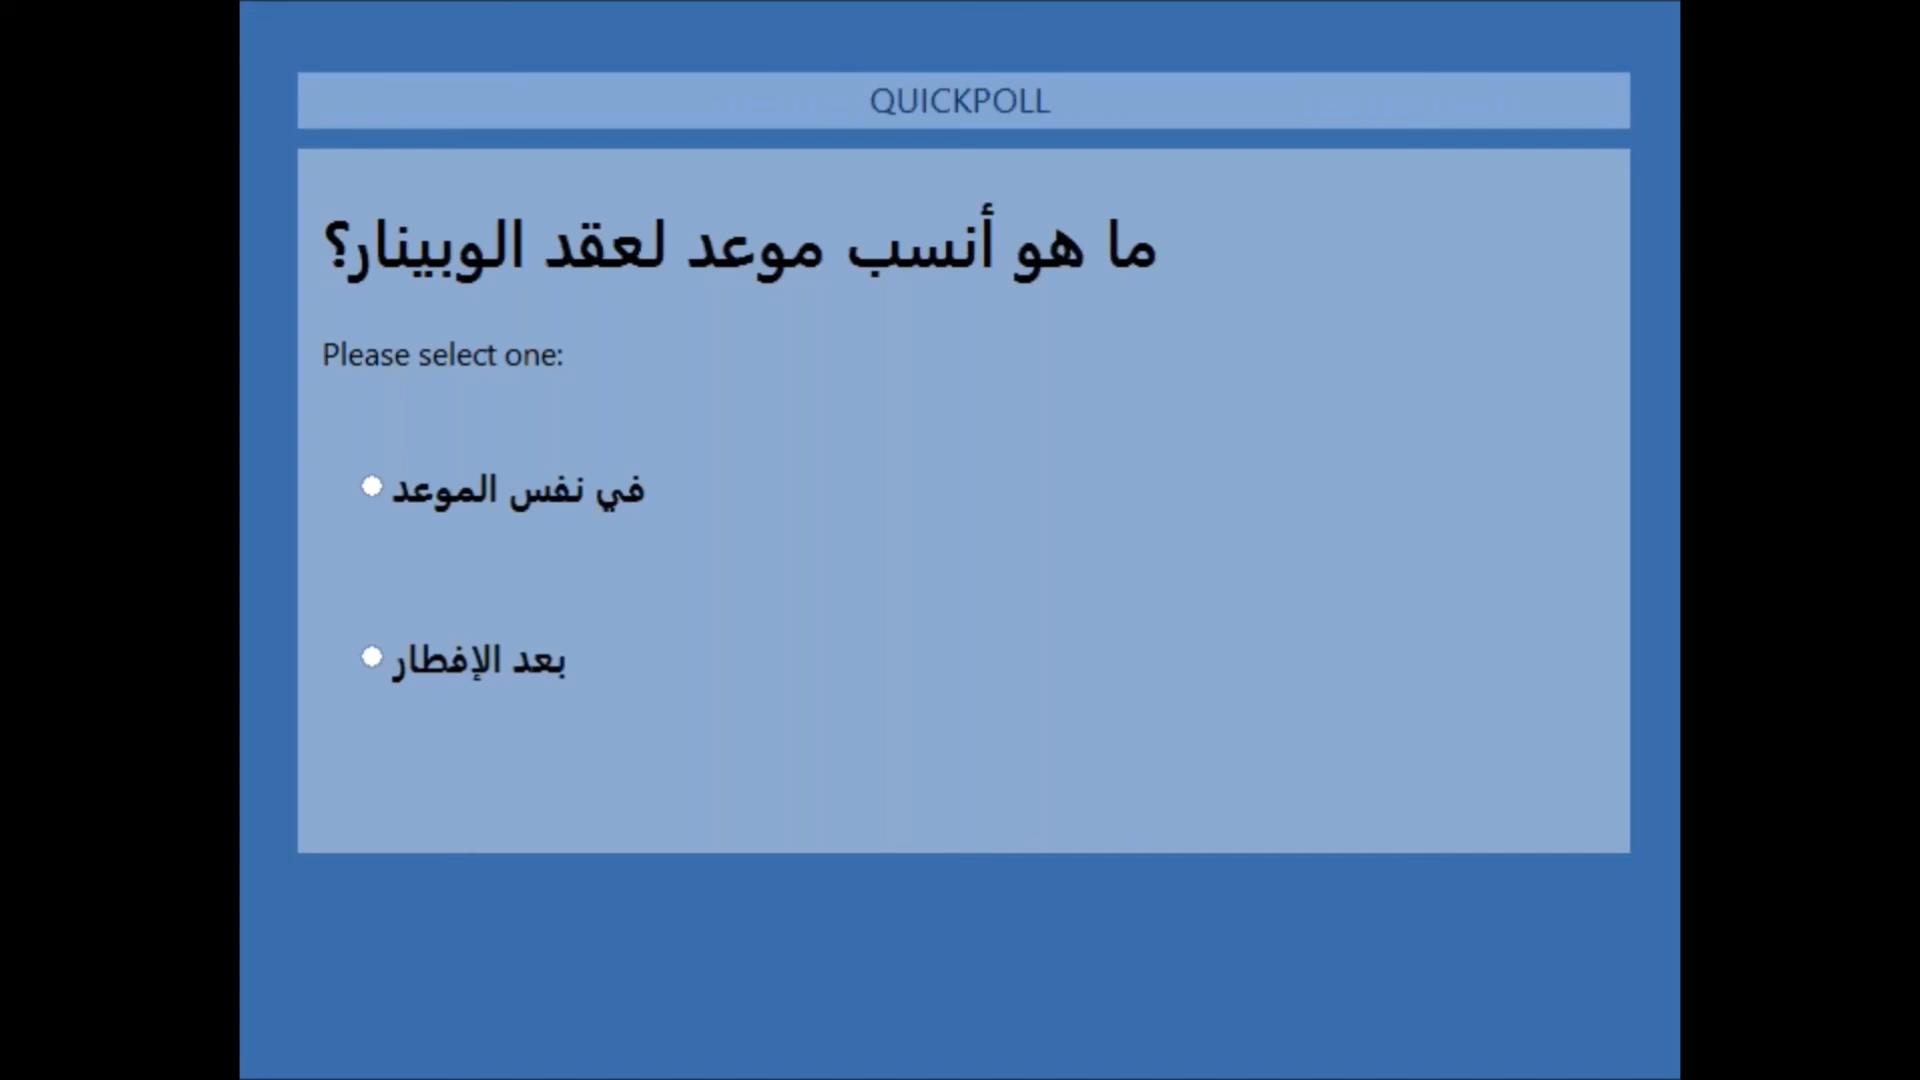 QUICKPOLL
ما هو أنسب موعد لعقد الوبينار؟
Please select one:
في نفس الموعد
بعد الإفطار